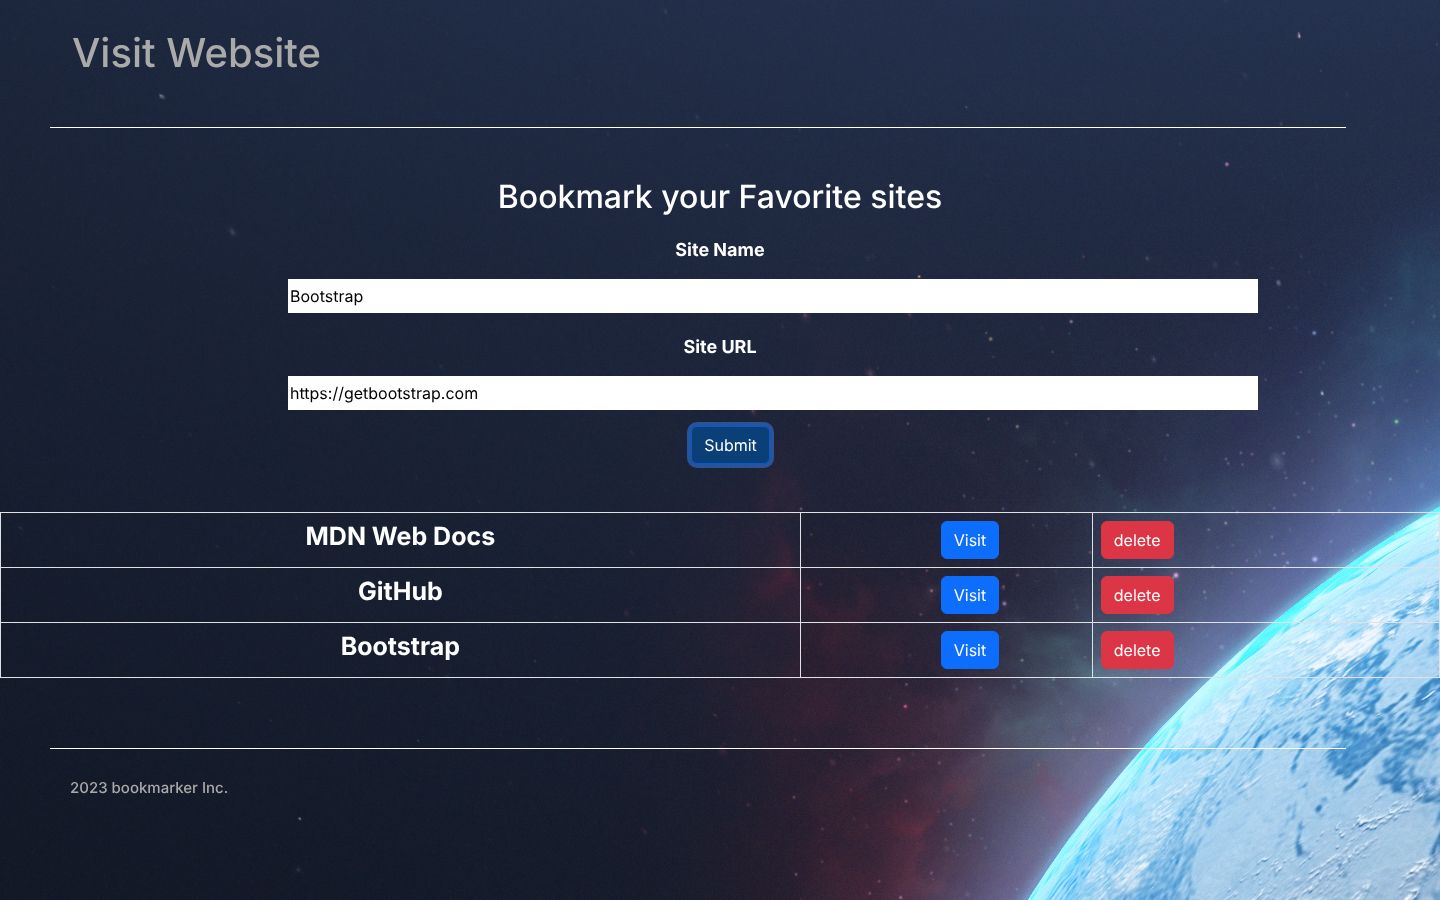 Visit Website
Bookmark your Favorite sites
Site Name
Bootstrap
Site URL
https://getbootstrap.com
Submit
MDN Web Docs Visit delete
GitHub Visit delete
Bootstrap Visit delete
2023 bookmarker Inc.